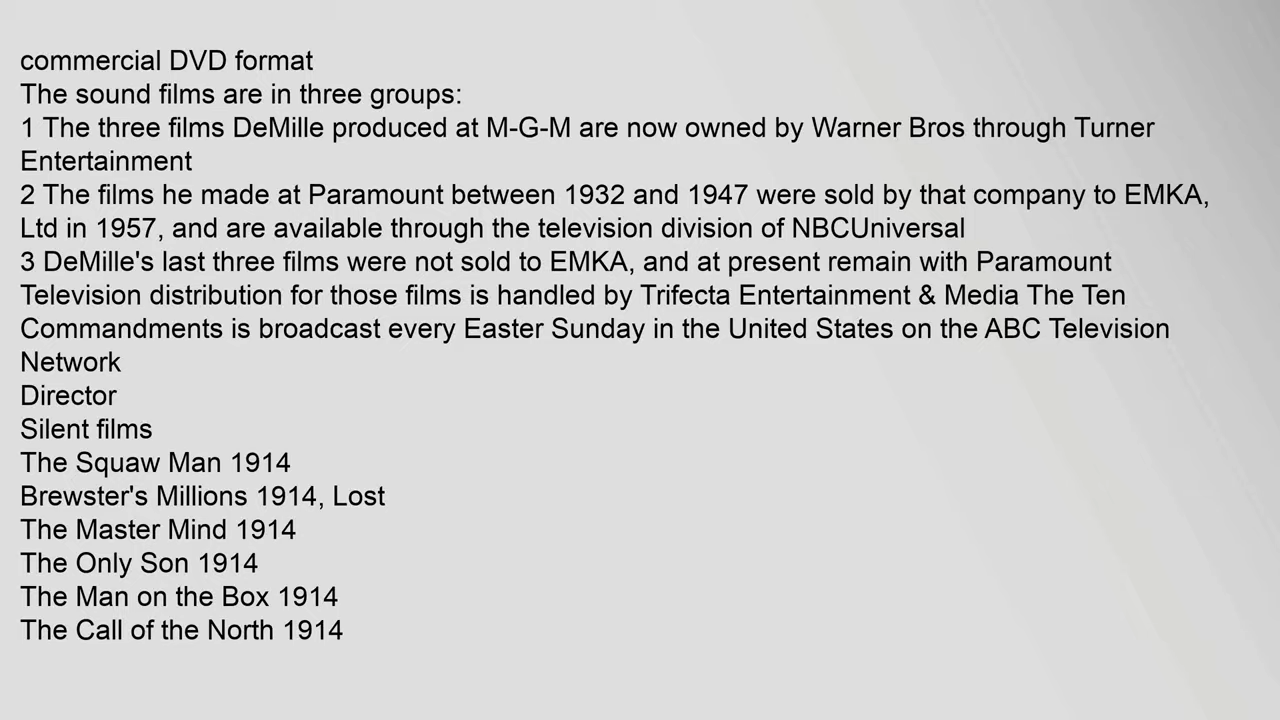 commercial DVD format
The sound films are in three groups:
1 The three films DeMille produced at M-G-M are now owned by Warner Bros through Turner
Entertainment
2 The films he made at Paramount between 1932 and 1947 were sold by that company to EMKA,
Ltd in 1957, and are available through the television division of NBCUniversal
3 DeMille's last three films were not sold to EMKA, and at present remain with Paramount
Television distribution for those films is handled by Trifecta Entertainment & Media The Ten
Commandments is broadcast every Easter Sunday in the United States on the ABC Television
Network
Director
Silent films
The Squaw Man 1914
Brewster's Millions 1914, Lost
The Master Mind 1914
The Only Son 1914
The Man on the Box 1914
The Call of the North 1914